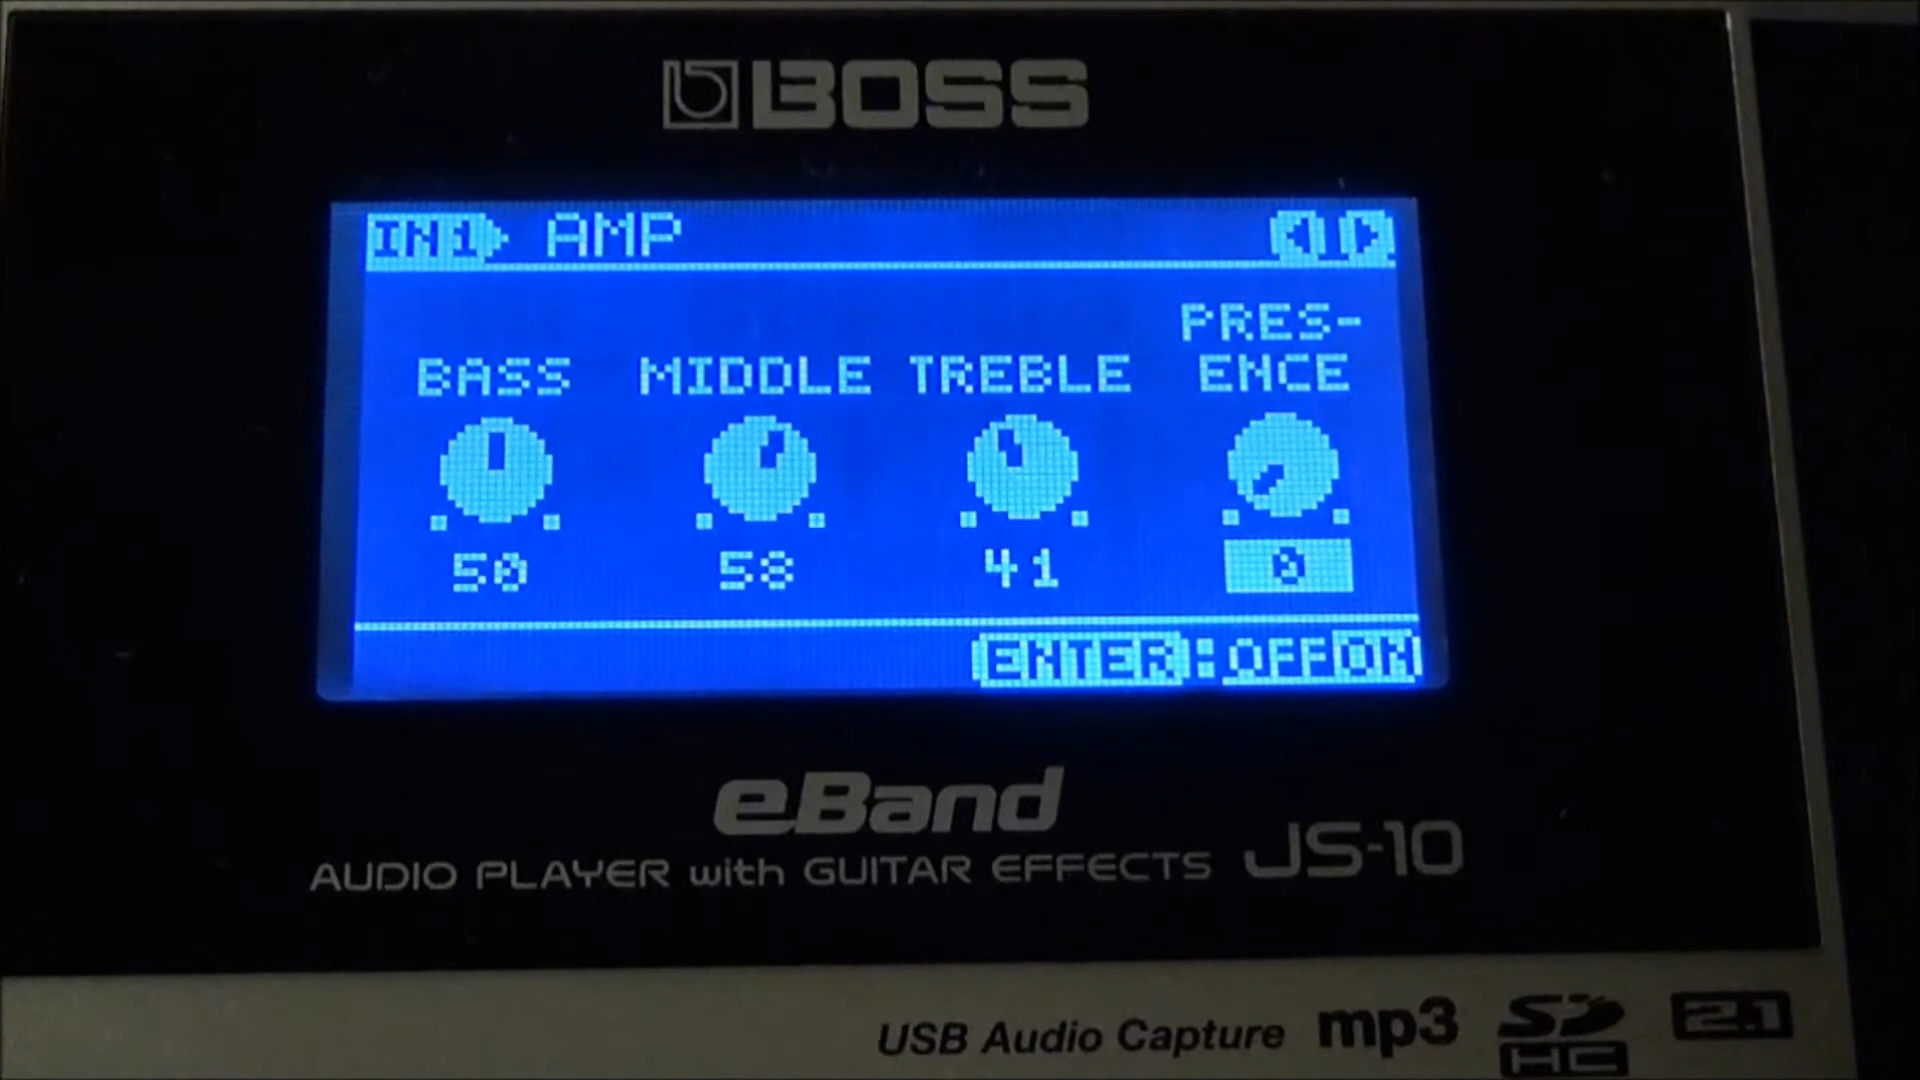 BOSS
IN1 AMP
BASS MIDDLE TREBLE PRES-
ENCE
50 58 41 0
ENTER:OFF ON
eBand
AUDIO PLAYER with GUITAR EFFECTS JS-10
USB Audio Capture mp3 SD HC 2.1